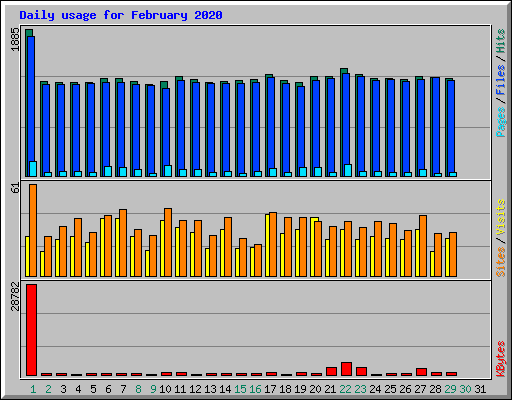 Daily usage for February 2020
1885
Pages / Files / Hits
61
Sites / Visits
28782
KBytes
1 2 3 4 5 6 7 8 9 10 11 12 13 14 15 16 17 18 19 20 21 22 23 24 25 26 27 28 29 30 31